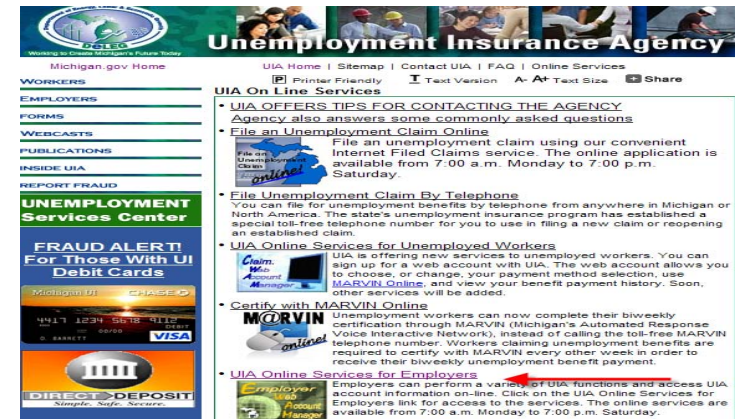 Unemployment Insurance Agency
DELEG
Working to Create Michigan's Future Today
Michigan.gov Home
UIA Home | Sitemap | Contact UIA | FAQ | Online Services
P Printer Friendly T Text Version A- A+ Text Size + Share
WORKERS
EMPLOYERS
FORMS
WEBCASTS
PUBLICATIONS
INSIDE UIA
REPORT FRAUD
UNEMPLOYMENT
Services Center
FRAUD ALERT!
For Those With UI
Debit Cards
Michigan UI CHASE
4417 1234 5678 9112
00/00
DEBIT
D. BARRETT
VISA
DIRECT DEPOSIT
Simple. Safe. Secure.
UIA On Line Services
• UIA OFFERS TIPS FOR CONTACTING THE AGENCY
Agency also answers some commonly asked questions
• File an Unemployment Claim Online
File an
Unemployment
Claim
online!
File an unemployment claim using our convenient
Internet Filed Claims service. The online application is
available from 7:00 a.m. Monday to 7:00 p.m.
Saturday.
• File Unemployment Claim By Telephone
You can file for unemployment benefits by telephone from anywhere in Michigan or
North America. The state's unemployment insurance program has established a
special toll-free telephone number for you to use in filing a new claim or reopening
an established claim.
• UIA Online Services for Unemployed Workers
Claim.
Web
Account
Manager
UIA is offering new services to unemployed workers. You can
sign up for a web account with UIA. The web account allows you
to choose, or change, your payment method selection, use
MARVIN Online, and view your benefit payment history. Soon,
other services will be added.
• Certify with MARVIN Online
M@RVIN
online!
Unemployment workers can now complete their biweekly
certification through MARVIN (Michigan's Automated Response
Voice Interactive Network), instead of calling the toll-free MARVIN
telephone number. Workers claiming unemployment benefits are
required to certify with MARVIN every other week in order to
receive their biweekly unemployment benefit payment.
• UIA Online Services for Employers
Employer
Web
Account
Manager
Employers can perform a variety of UIA functions and access UIA
account information on-line. Click on the UIA Online Services for
Employers link for access to the services. The online services are
available from 7:00 a.m. Monday to 7:00 p.m. Saturday.